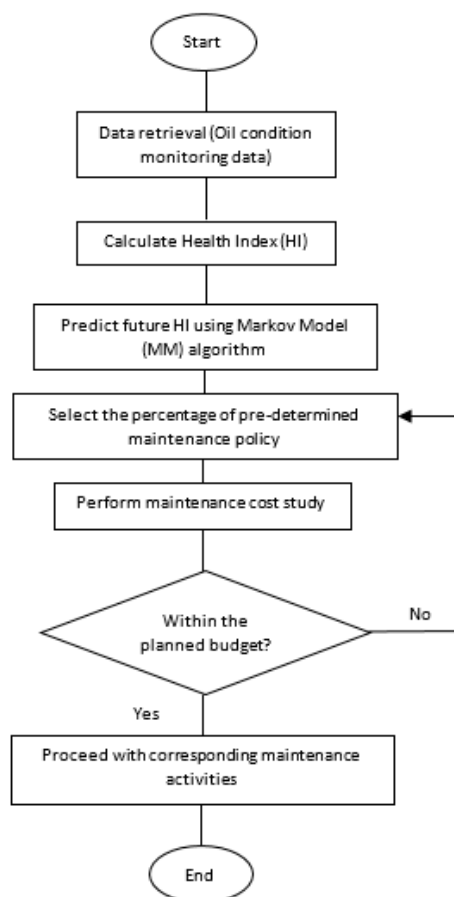 Start
Data retrieval (Oil condition
monitoring data)
Calculate Health Index (HI)
Predict future HI using Markov Model
(MM) algorithm
Select the percentage of pre-determined
maintenance policy
Perform maintenance cost study
Within the
planned budget?
No
Yes
Proceed with corresponding maintenance
activities
End